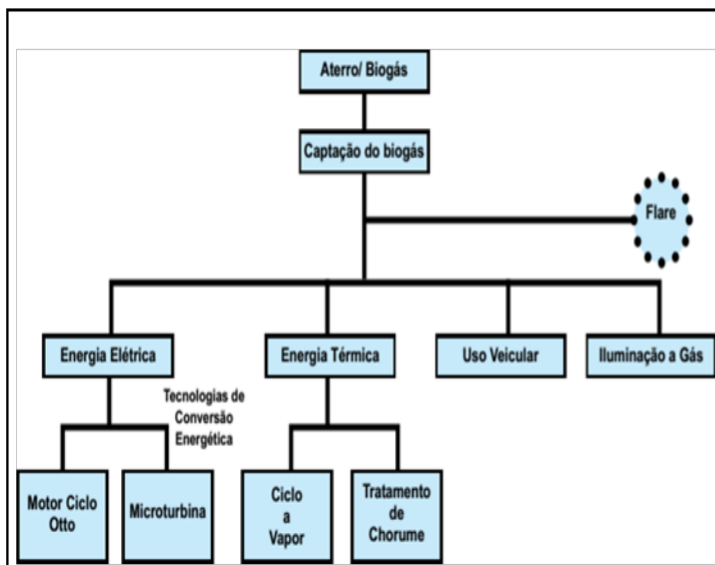 Aterro/ Biogás
Captação do biogás
Flare
Energia Elétrica
Energia Térmica
Uso Veicular
Iluminação a Gás
Tecnologias de
Conversão
Energética
Motor Ciclo
Otto
Microturbina
Ciclo
a
Vapor
Tratamento
de
Chorume